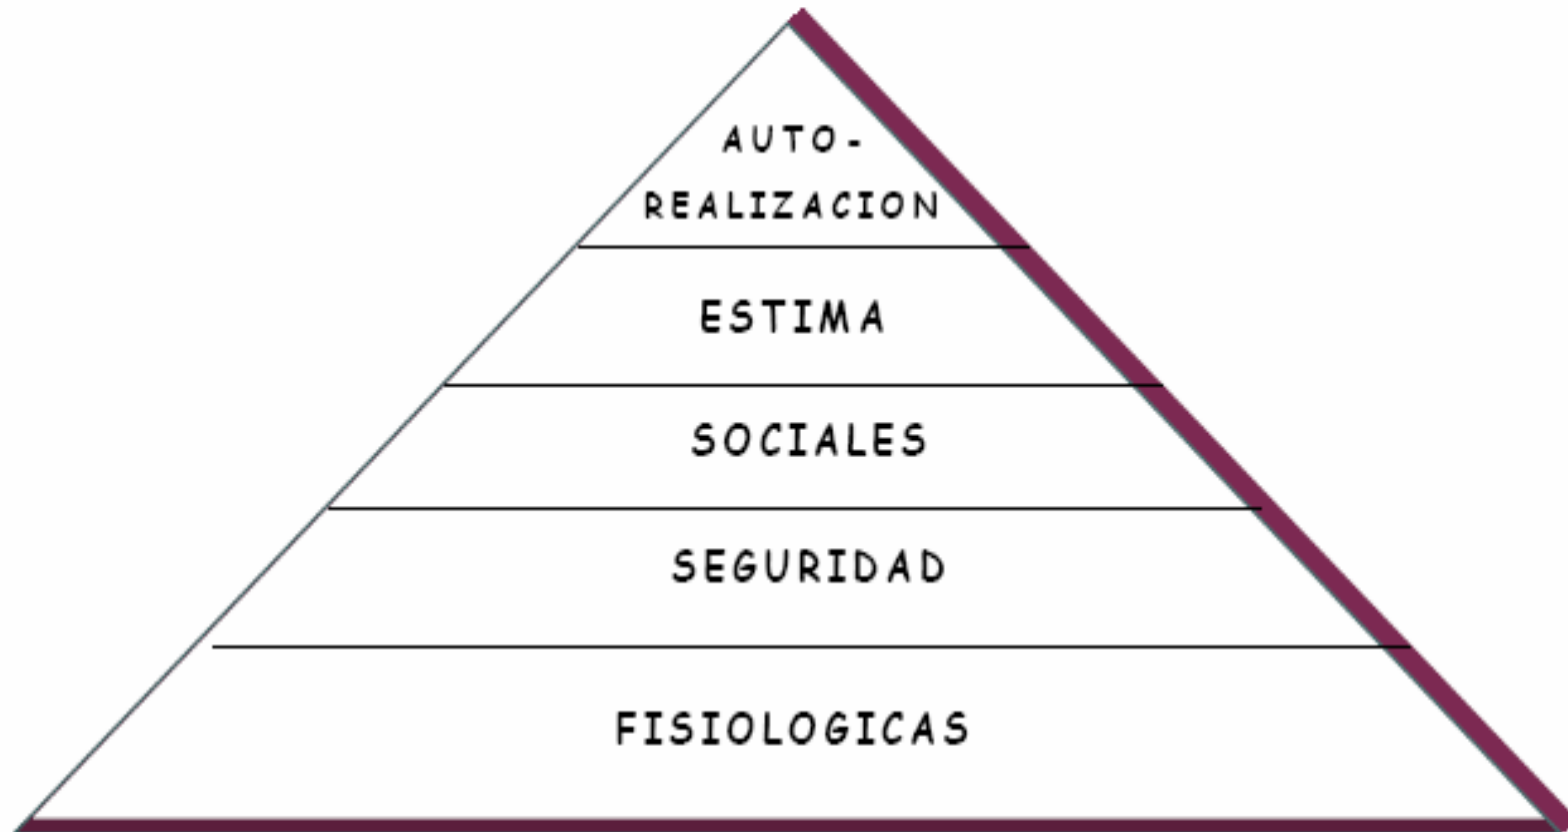 AUTO-
REALIZACION
ESTIMA
SOCIALES
SEGURIDAD
FISIOLOGICAS